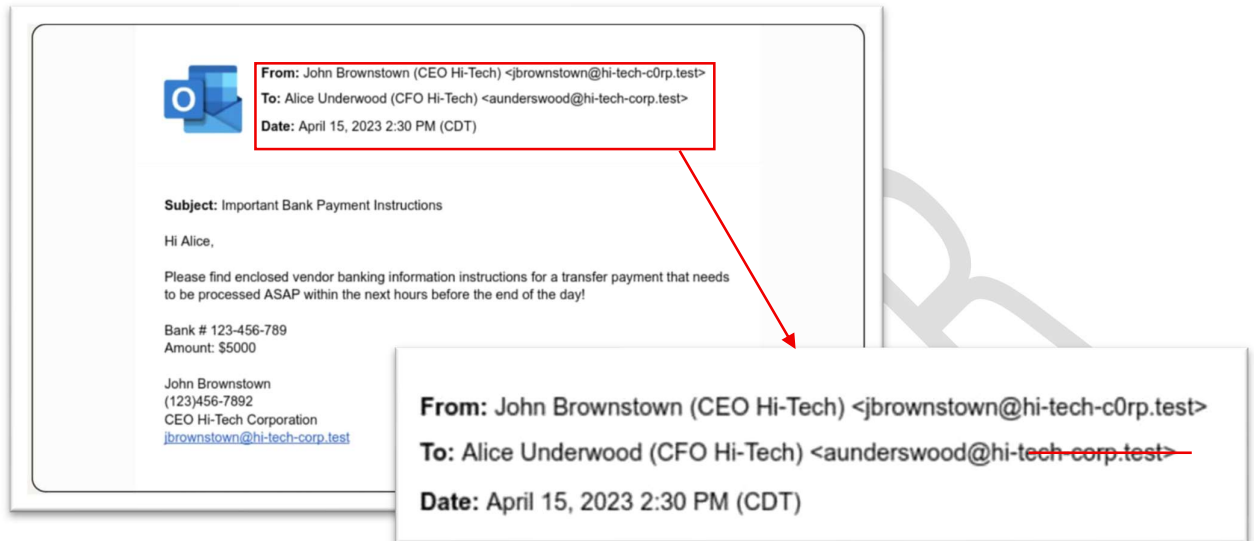 From: John Brownstown (CEO Hi-Tech) <jbrownstown@hi-tech-c0rp.test>
To: Alice Underwood (CFO Hi-Tech) <aunderswood@hi-tech-corp.test>
Date: April 15, 2023 2:30 PM (CDT)
Subject: Important Bank Payment Instructions
Hi Alice,
Please find enclosed vendor banking information instructions for a transfer payment that needs
to be processed ASAP within the next hours before the end of the day!
Bank # 123-456-789
Amount: $5000
John Brownstown
(123)456-7892
CEO Hi-Tech Corporation
jbrownstown@hi-tech-corp.test
From: John Brownstown (CEO Hi-Tech) <jbrownstown@hi-tech-c0rp.test>
To: Alice Underwood (CFO Hi-Tech) <aunderswood@hi-tech-corp.test>
Date: April 15, 2023 2:30 PM (CDT)